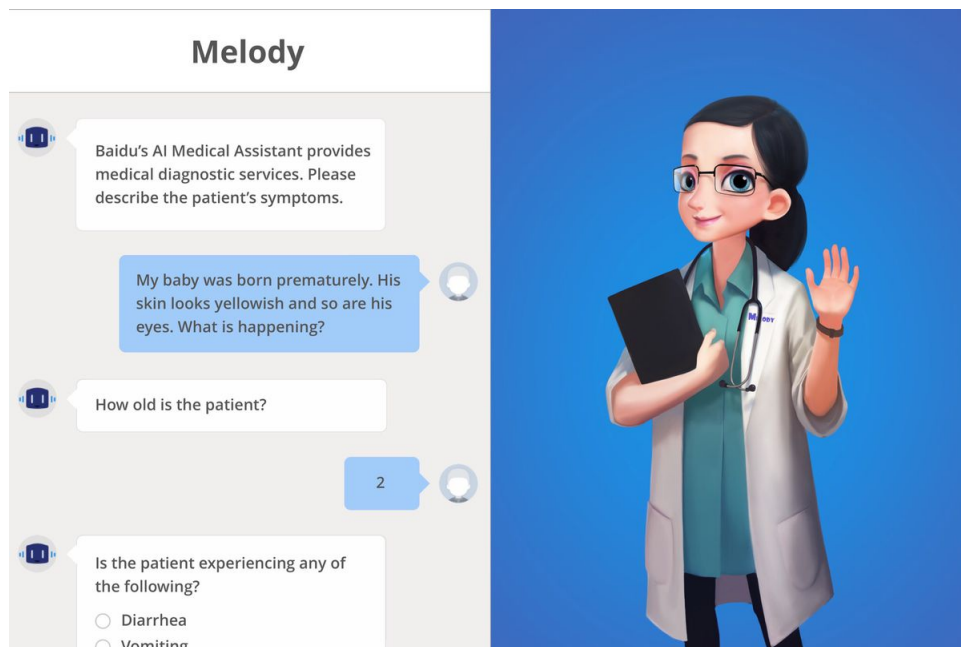 Melody
Baidu's AI Medical Assistant provides
medical diagnostic services. Please
describe the patient's symptoms.
My baby was born prematurely. His
skin looks yellowish and so are his
eyes. What is happening?
How old is the patient?
2
Is the patient experiencing any of
the following?
Diarrhea
Vomiting